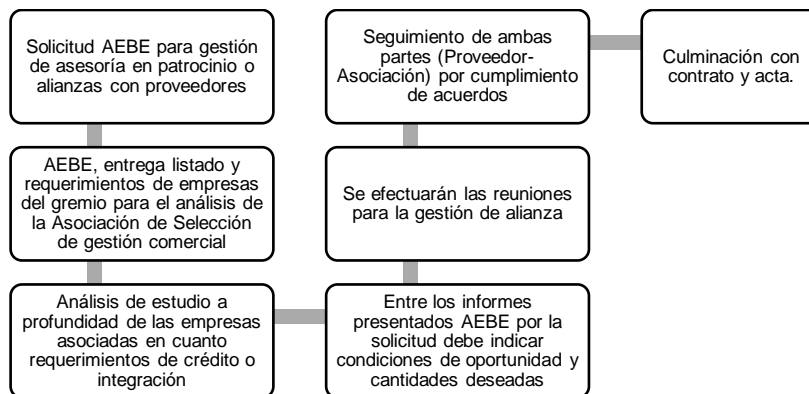 Solicitud AEBE para gestión
de asesoría en patrocinio o
alianzas con proveedores
AEBE, entrega listado y
requerimientos de empresas
del gremio para el análisis de
la Asociación de Selección
de gestión comercial
Análisis de estudio a
profundidad de las empresas
asociadas en cuanto
requerimientos de crédito o
integración
Entre los informes
presentados AEBE por la
solicitud debe indicar
condiciones de oportunidad y
cantidades deseadas
Se efectuarán las reuniones
para la gestión de alianza
Seguimiento de ambas
partes (Proveedor-
Asociación) por cumplimiento
de acuerdos
Culminación con
contrato y acta.